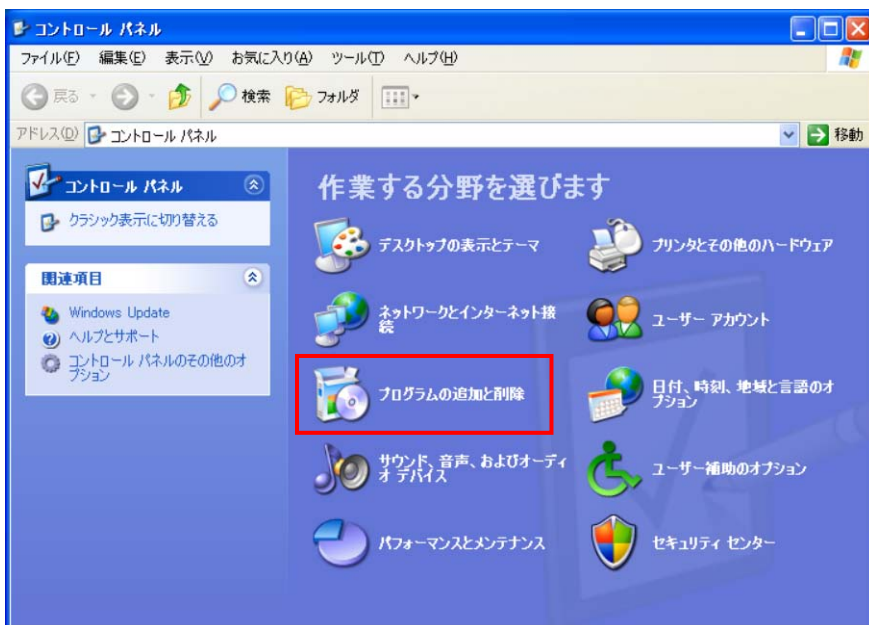 コントロール パネル
ファイル(F) 編集(E) 表示(V) お気に入り(A) ツール(T) ヘルプ(H)
戻る 検索 フォルダ
アドレス(D) コントロール パネル 移動
コントロール パネル
クラシック表示に切り替える
関連項目
Windows Update
ヘルプとサポート
コントロール パネルのその他のオ
プション
作業する分野を選びます
デスクトップの表示とテーマ
プリンタとその他のハードウェア
ネットワークとインターネット接
続
ユーザー アカウント
プログラムの追加と削除
日付、時刻、地域と言語のオ
プション
サウンド、音声、およびオーディ
オ デバイス
ユーザー補助のオプション
パフォーマンスとメンテナンス
セキュリティ センター